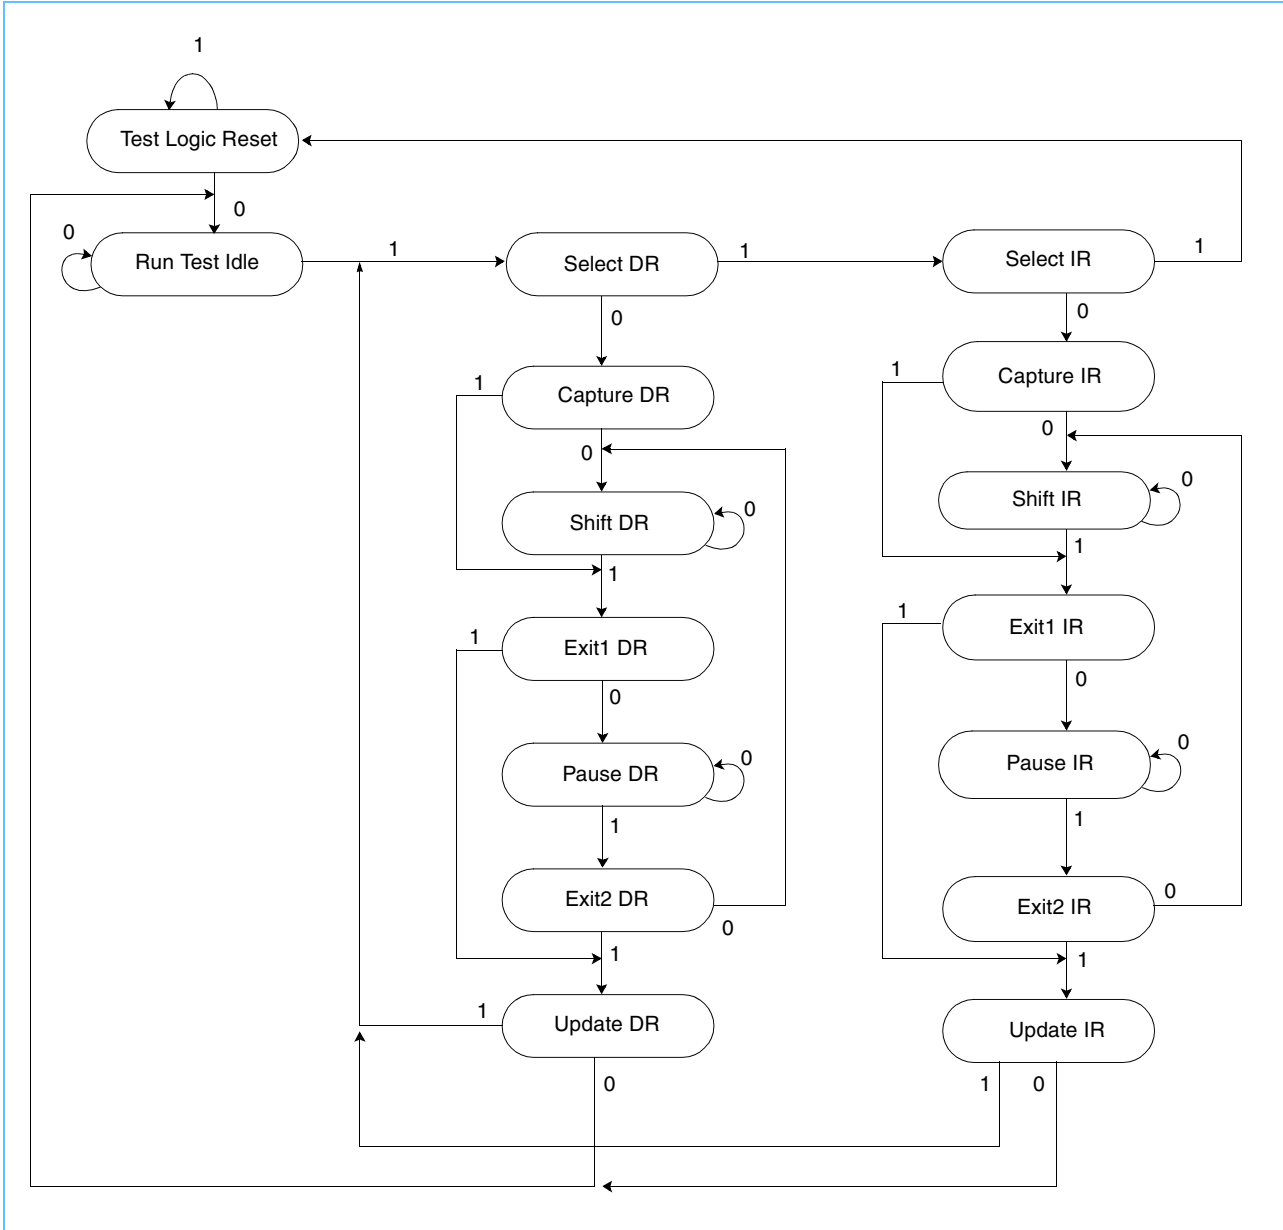 1
Test Logic Reset
0
0
Run Test Idle
1
Select DR
1
Select IR
1
0
0
1
Capture DR
1
Capture IR
0
0
Shift DR
0
Shift IR
0
1
1
1
Exit1 DR
1
Exit1 IR
0
0
Pause DR
0
Pause IR
0
1
1
Exit2 DR
0
Exit2 IR
0
1
1
1
Update DR
Update IR
0
1
0